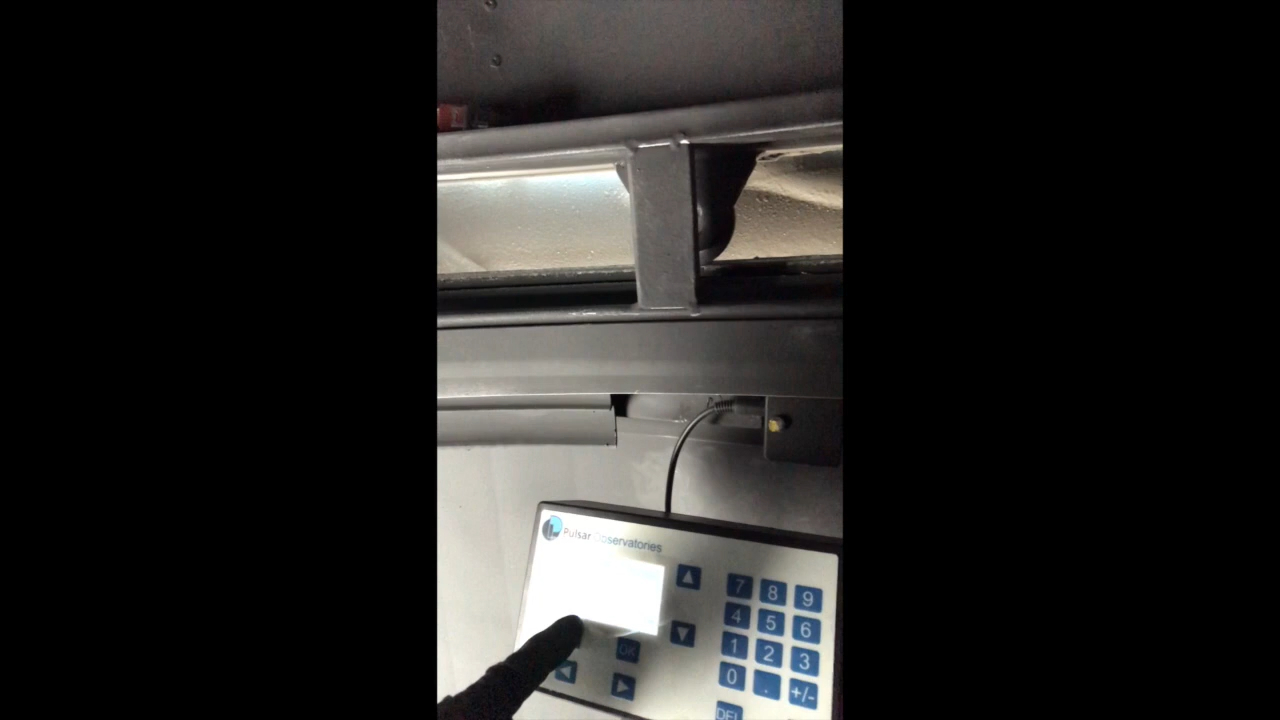 Pulsar Observatories
7 8 9
4 5 6
OK
1 2 3
0 . +/-
DEL